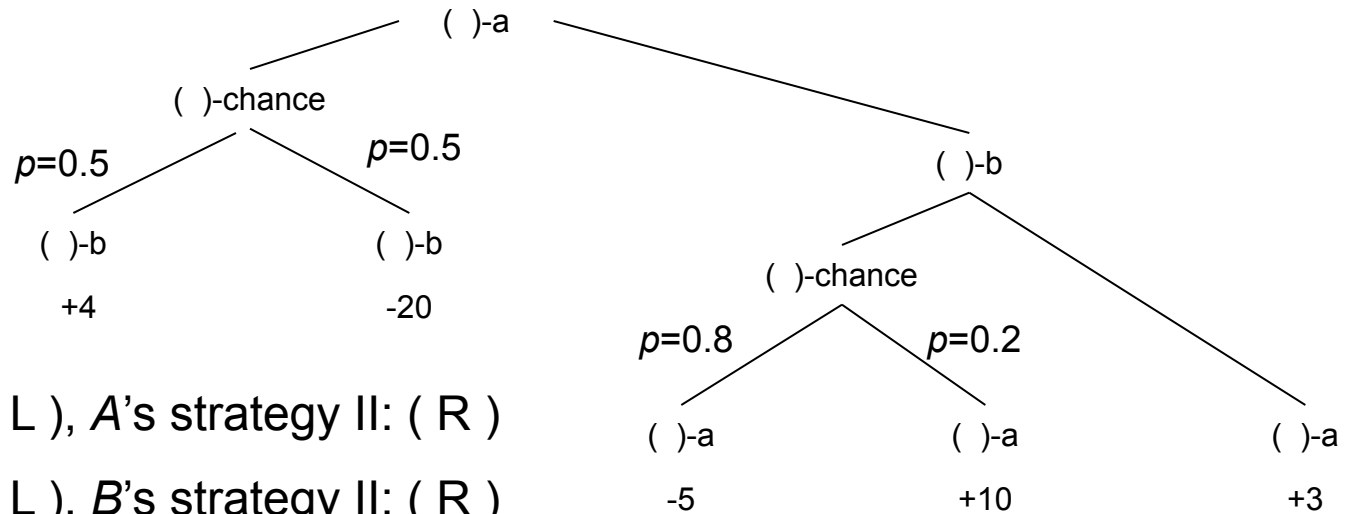 ( )-a
( )-chance
p=0.5
p=0.5
( )-b
( )-b
( )-b
+4
-20
( )-chance
p=0.8
p=0.2
L ), A's strategy II: ( R )
( )-a
( )-a
( )-a
L ), B's strategy II: ( R )
-5
+10
+3